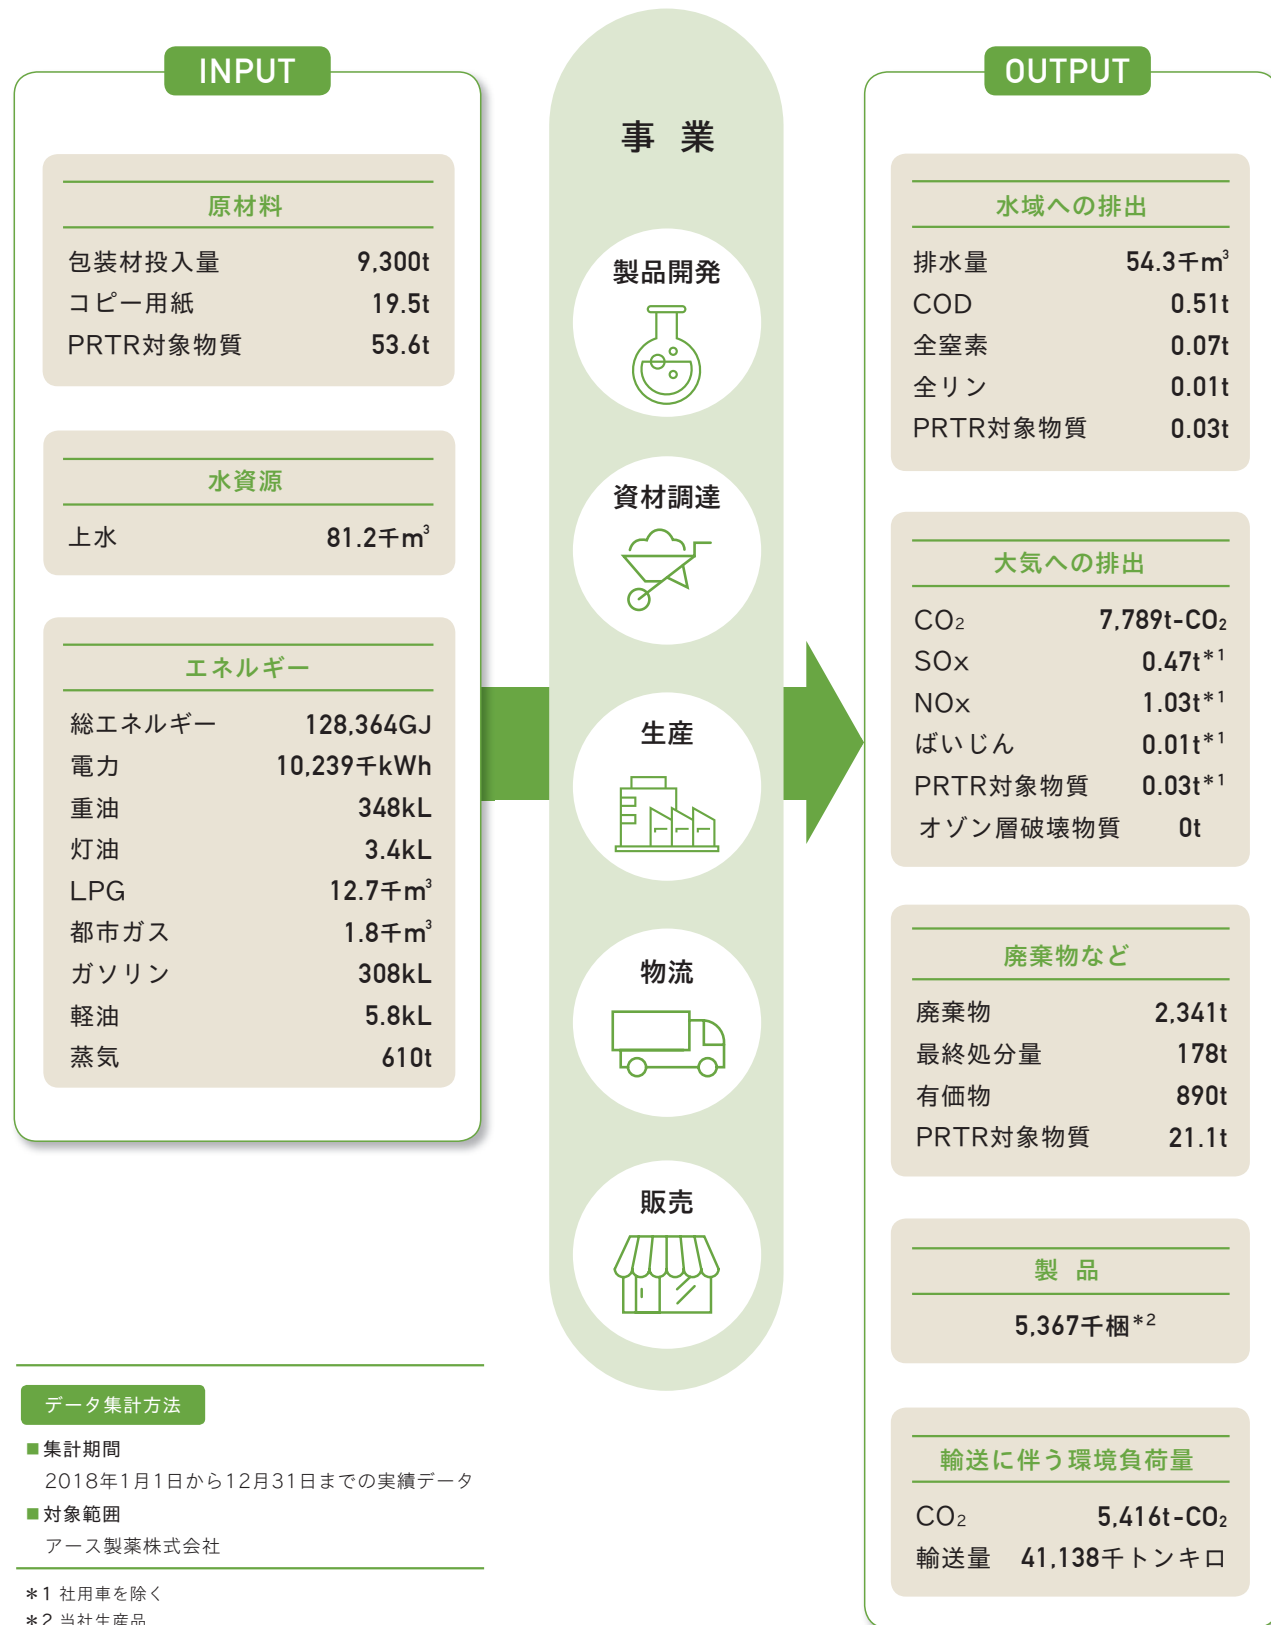 INPUT
原材料
包装材投入量 9,300t
コピー用紙 19.5t
PRTR対象物質 53.6t
水資源
上水 81.2千m³
エネルギー
総エネルギー 128,364GJ
電力 10,239千kWh
重油 348kL
灯油 3.4kL
LPG 12.7千m³
都市ガス 1.8千m³
ガソリン 308kL
軽油 5.8kL
蒸気 610t
事 業
製品開発
資材調達
生産
物流
販売
OUTPUT
水域への排出
排水量 54.3千m³
COD 0.51t
全窒素 0.07t
全リン 0.01t
PRTR対象物質 0.03t
大気への排出
CO₂ 7,789t-CO₂
SOx 0.47t*1
NOx 1.03t*1
ばいじん 0.01t*1
PRTR対象物質 0.03t*1
オゾン層破壊物質 0t
廃棄物など
廃棄物 2,341t
最終処分量 178t
有価物 890t
PRTR対象物質 21.1t
製 品
5,367千梱*2
輸送に伴う環境負荷量
CO₂ 5,416t-CO₂
輸送量 41,138千トンキロ
データ集計方法
■集計期間
2018年1月1日から12月31日までの実績データ
■対象範囲
アース製薬株式会社
*1 社用車を除く
*2 当社生産品